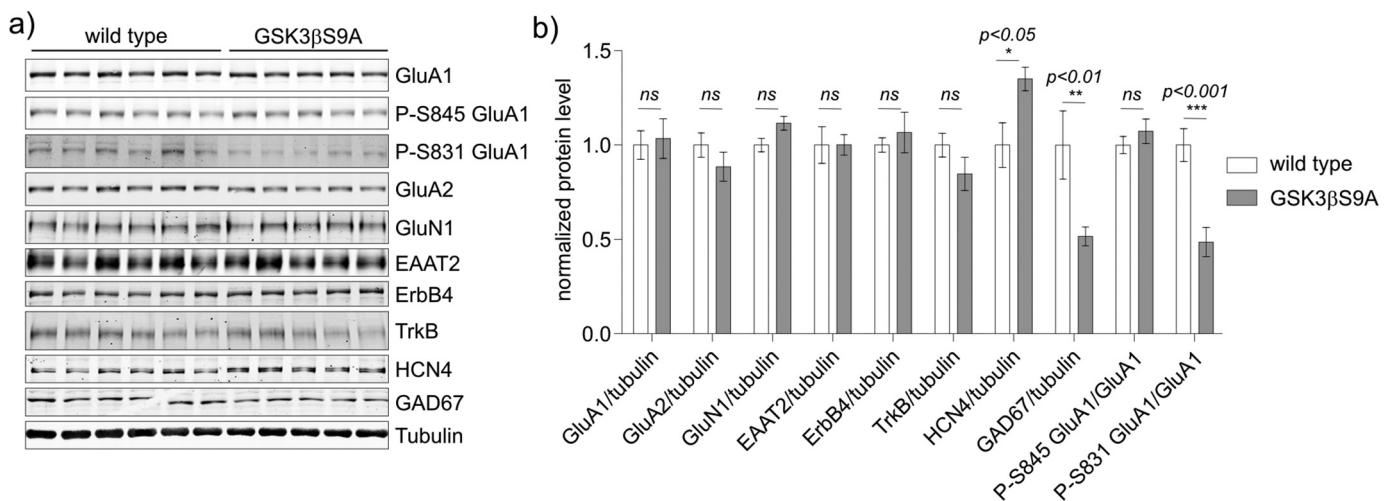 a)
wild type GSK3βS9A
GluA1
P-S845 GluA1
P-S831 GluA1
GluA2
GluN1
EAAT2
ErbB4
TrkB
HCN4
GAD67
Tubulin
b)
normalized protein level
1.5
1.0
0.5
0.0
ns
ns
ns
ns
ns
ns
p<0.05
*
p<0.01
**
ns
p<0.001
***
GluA1/tubulin
GluA2/tubulin
GluN1/tubulin
EAAT2/tubulin
ErbB4/tubulin
TrkB/tubulin
HCN4/tubulin
GAD67/tubulin
P-S845 GluA1/GluA1
P-S831 GluA1/GluA1
wild type
GSK3βS9A